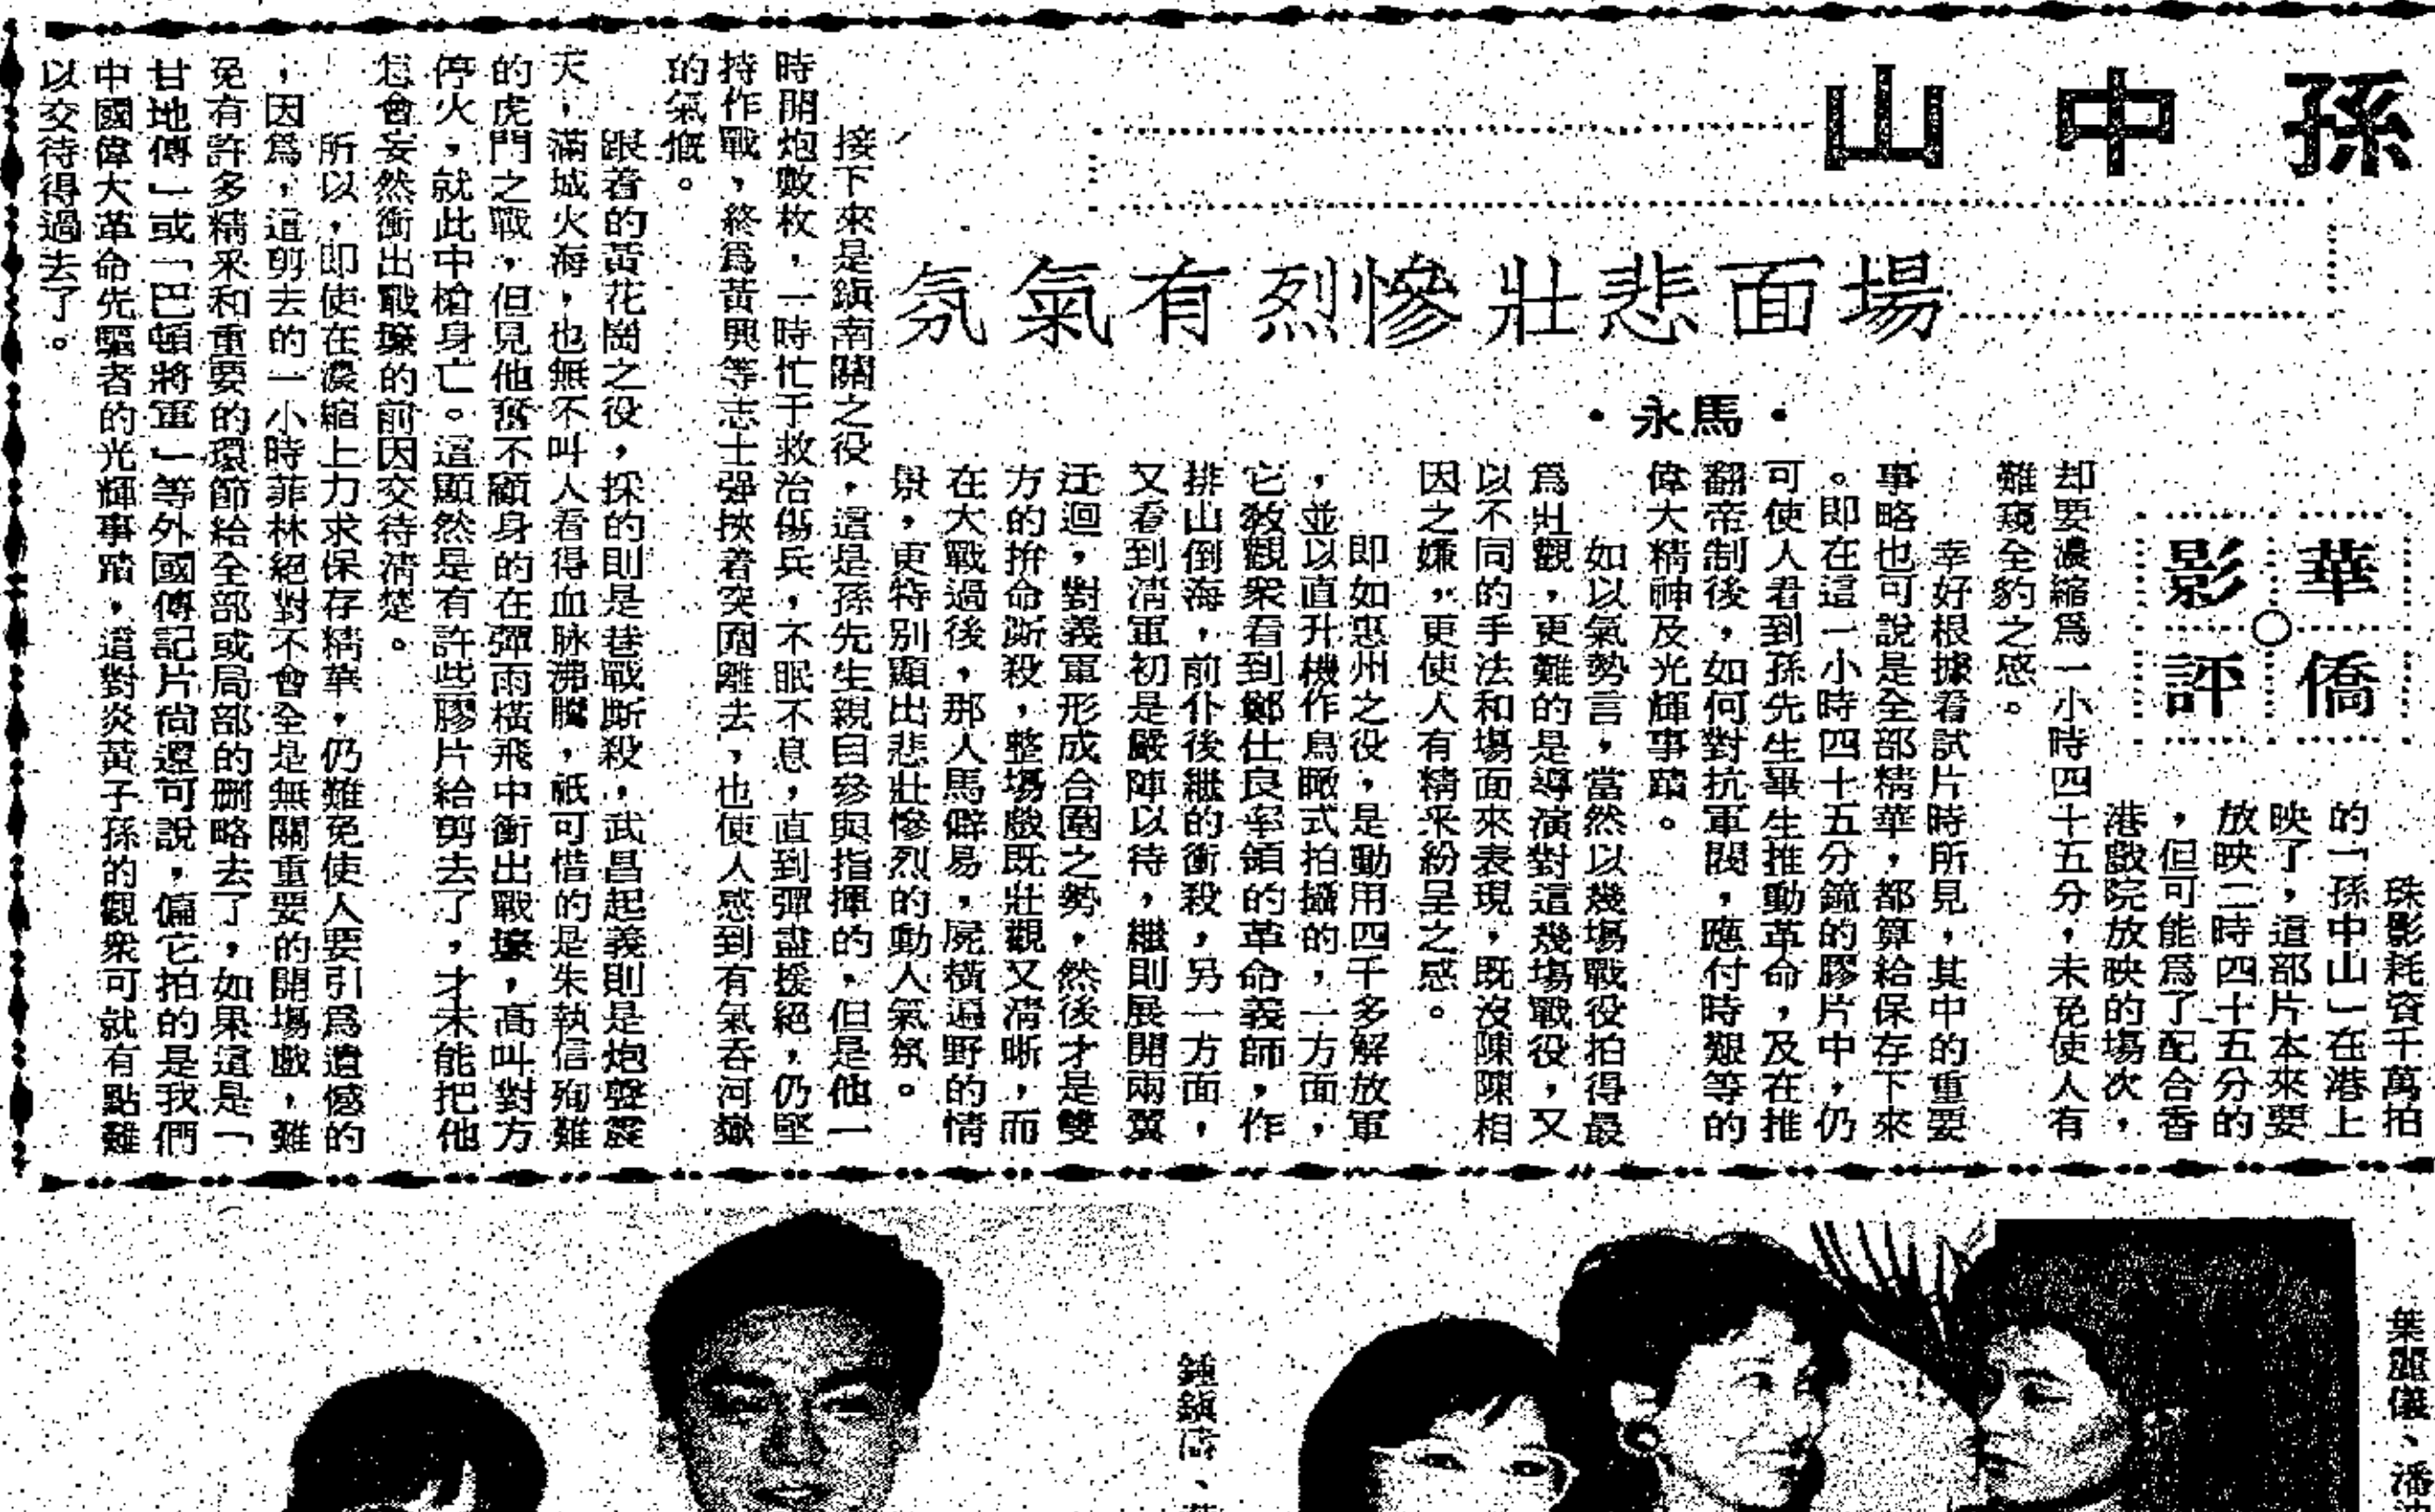 孫中山
場面悲壯慘烈有氣氛
・馬永・
華僑
影評
珠影耗資千萬拍
的「孫中山」在港上
映了，這部片本來要
放映二時四十五分的
，但可能爲了配合香
港戲院放映的場次，
却要濃縮爲一小時四十五分，未免使人有
難窺全豹之感。
幸好根據看試片時所見，其中的重要
事略也可說是全部精華，都算給保存下來
。即在這一小時四十五分鐘的膠片中，仍
可使人看到孫先生畢生推動革命，及在推
翻帝制後，如何對抗軍閥，應付時艱等的
偉大精神及光輝事蹟。
如以氣勢言，當然以幾場戰役拍得最
爲壯觀，更難的是導演對這幾場戰役，又
以不同的手法和場面來表現，既沒陳陳相
因之嫌，更使人有精采紛呈之感。
即如惠州之役，是動用四千多解放軍
，並以直升機作鳥瞰式拍攝的，一方面，
它教觀衆看到鄭仕良率領的革命義師，作
排山倒海，前仆後繼的衝殺，另一方面，
又看到清軍初是嚴陣以待，繼則展開兩翼
迂迴，對義軍形成合圍之勢，然後才是雙
方的拚命厮殺，整場戲既壯觀又清晰，而
在大戰過後，那人馬僻易，屍橫遍野的情
景，更特別顯出悲壯慘烈的動人氣氛。
接下來是鎮南關之役，這是孫先生親自參與指揮的，但是他一
時開炮數枚，一時忙于救治傷兵，不眠不息，直到彈盡援絕，仍堅
持作戰，終爲黃興等志士强挾着突圍離去，也使人感到有氣吞河嶽
的氣慨。
跟着的黃花崗之役，採的則是巷戰厮殺，武昌起義則是炮聲震
天，滿城火海，也無不叫人看得血脉沸騰，祇可惜的是朱執信殉難
的虎門之戰，但見他奮不顧身的在彈雨橫飛中衝出戰壕，高叫對方
停火，就此中槍身亡。這顯然是有許些膠片給剪去了，才未能把他
怎會妄然衝出戰壕的前因交待清楚。
所以，即使在濃縮上力求保存精華，仍難免使人要引爲遺憾的
，因爲，這剪去的一小時菲林絕對不會全是無關重要的開場戲，難
免有許多精釆和重要的環節給全部或局部的删略去了，如果這是「
甘地傳」或「巴頓將軍」等外國傳記片尚還可說，偏它拍的是我們
中國偉大革命先驅者的光輝事蹟，這對炎黃子孫的觀衆可就有點難
以交待得過去了。
葉麗儀、潘
鍾鎮濤、